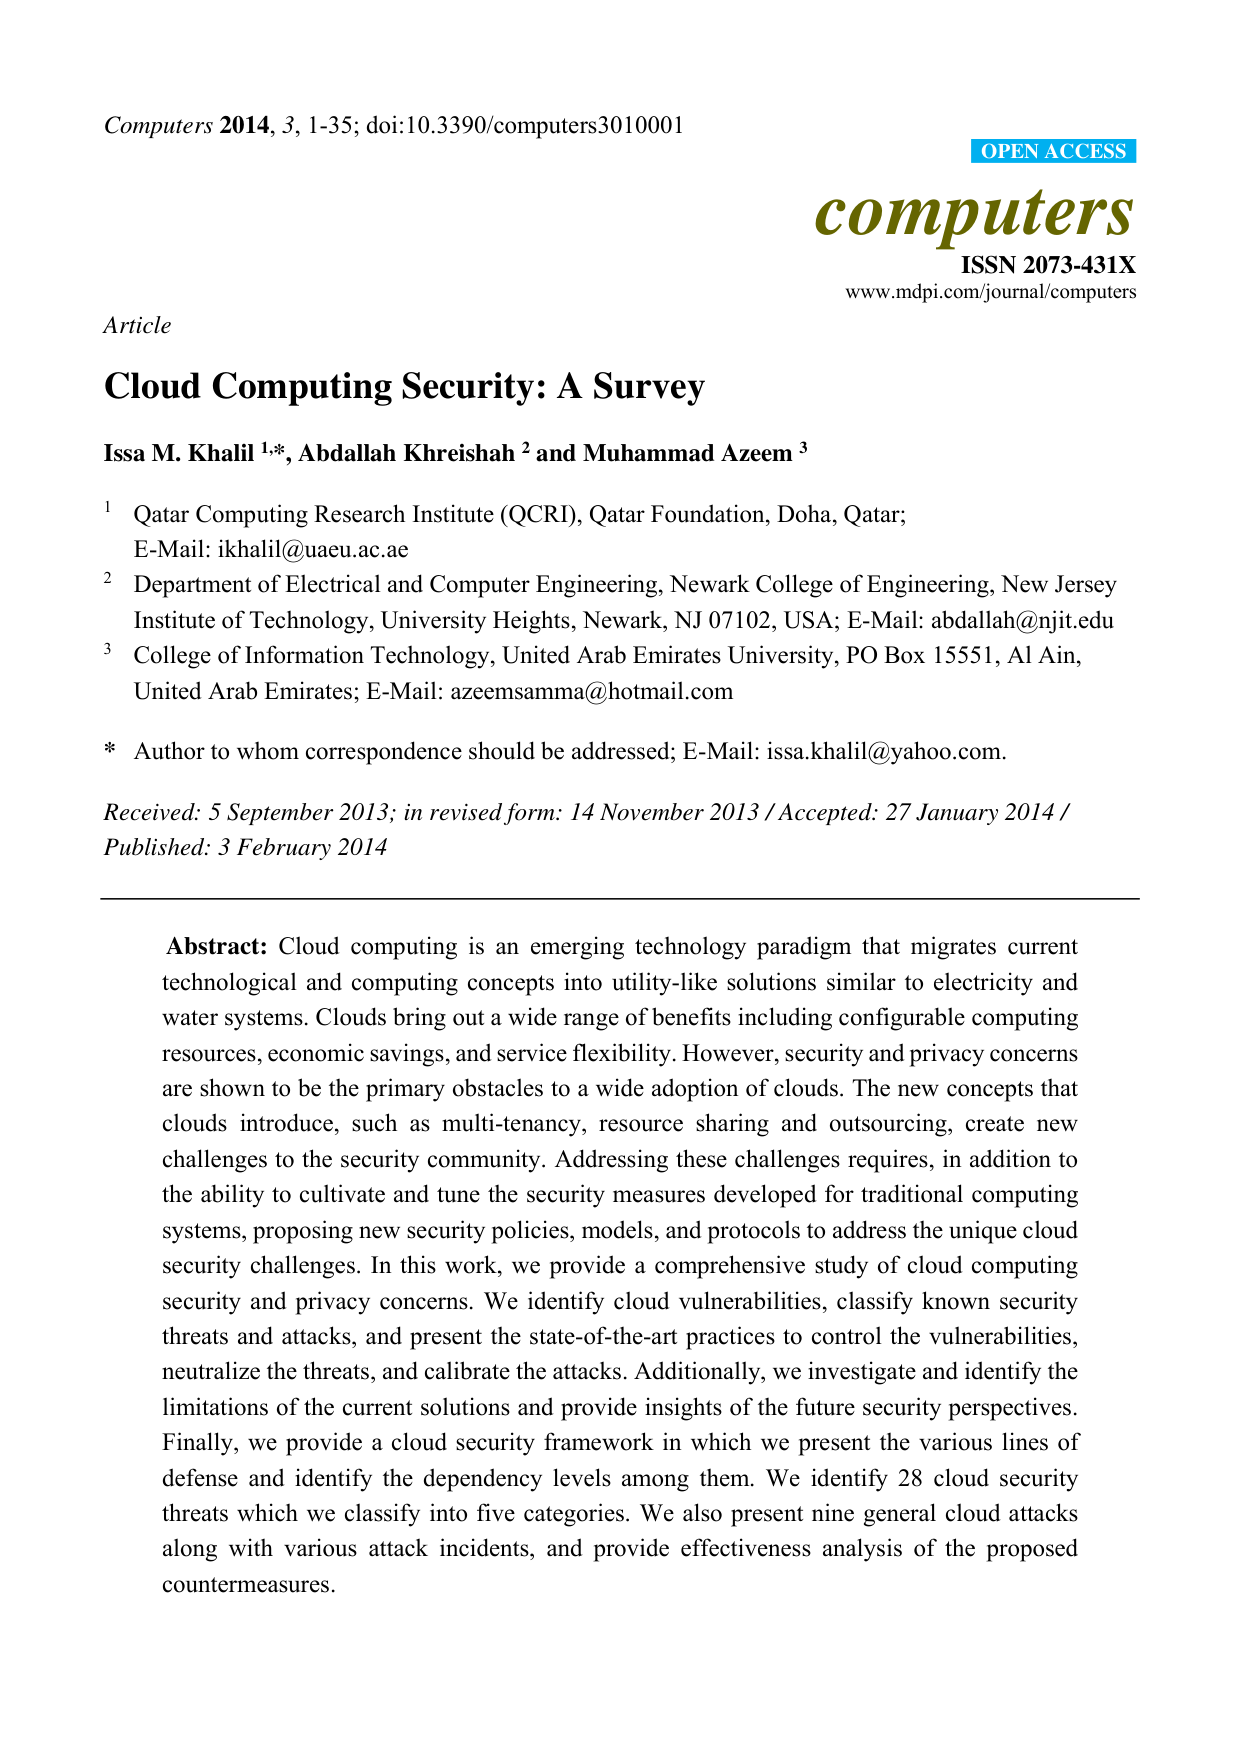 Computers 2014, 3, 1-35; doi:10.3390/computers3010001
OPEN ACCESS
computers
ISSN 2073-431X
www.mdpi.com/journal/computers
Article
Cloud Computing Security: A Survey
Issa M. Khalil 1,*, Abdallah Khreishah 2 and Muhammad Azeem 3
1 Qatar Computing Research Institute (QCRI), Qatar Foundation, Doha, Qatar;
E-Mail: ikhalil@uaeu.ac.ae
2 Department of Electrical and Computer Engineering, Newark College of Engineering, New Jersey
Institute of Technology, University Heights, Newark, NJ 07102, USA; E-Mail: abdallah@njit.edu
3 College of Information Technology, United Arab Emirates University, PO Box 15551, Al Ain,
United Arab Emirates; E-Mail: azeemsamma@hotmail.com
* Author to whom correspondence should be addressed; E-Mail: issa.khalil@yahoo.com.
Received: 5 September 2013; in revised form: 14 November 2013 / Accepted: 27 January 2014 /
Published: 3 February 2014
Abstract: Cloud computing is an emerging technology paradigm that migrates current
technological and computing concepts into utility-like solutions similar to electricity and
water systems. Clouds bring out a wide range of benefits including configurable computing
resources, economic savings, and service flexibility. However, security and privacy concerns
are shown to be the primary obstacles to a wide adoption of clouds. The new concepts that
clouds introduce, such as multi-tenancy, resource sharing and outsourcing, create new
challenges to the security community. Addressing these challenges requires, in addition to
the ability to cultivate and tune the security measures developed for traditional computing
systems, proposing new security policies, models, and protocols to address the unique cloud
security challenges. In this work, we provide a comprehensive study of cloud computing
security and privacy concerns. We identify cloud vulnerabilities, classify known security
threats and attacks, and present the state-of-the-art practices to control the vulnerabilities,
neutralize the threats, and calibrate the attacks. Additionally, we investigate and identify the
limitations of the current solutions and provide insights of the future security perspectives.
Finally, we provide a cloud security framework in which we present the various lines of
defense and identify the dependency levels among them. We identify 28 cloud security
threats which we classify into five categories. We also present nine general cloud attacks
along with various attack incidents, and provide effectiveness analysis of the proposed
countermeasures.